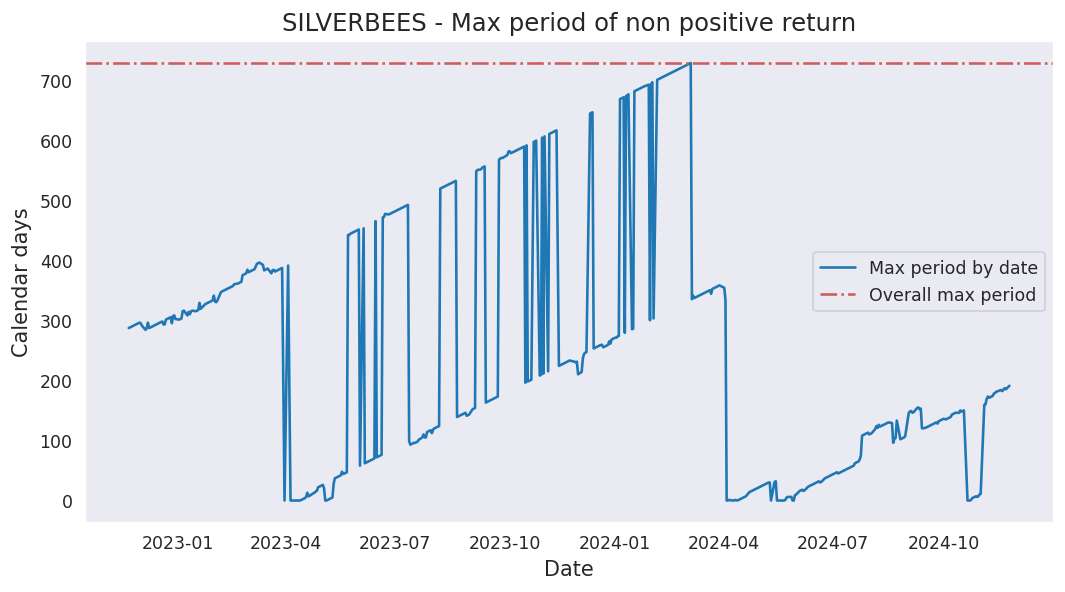 SILVERBEES - Max period of non positive return
Calendar days
700
600
500
400
300
200
100
0
Max period by date
Overall max period
2023-01 2023-04 2023-07 2023-10 2024-01 2024-04 2024-07 2024-10
Date